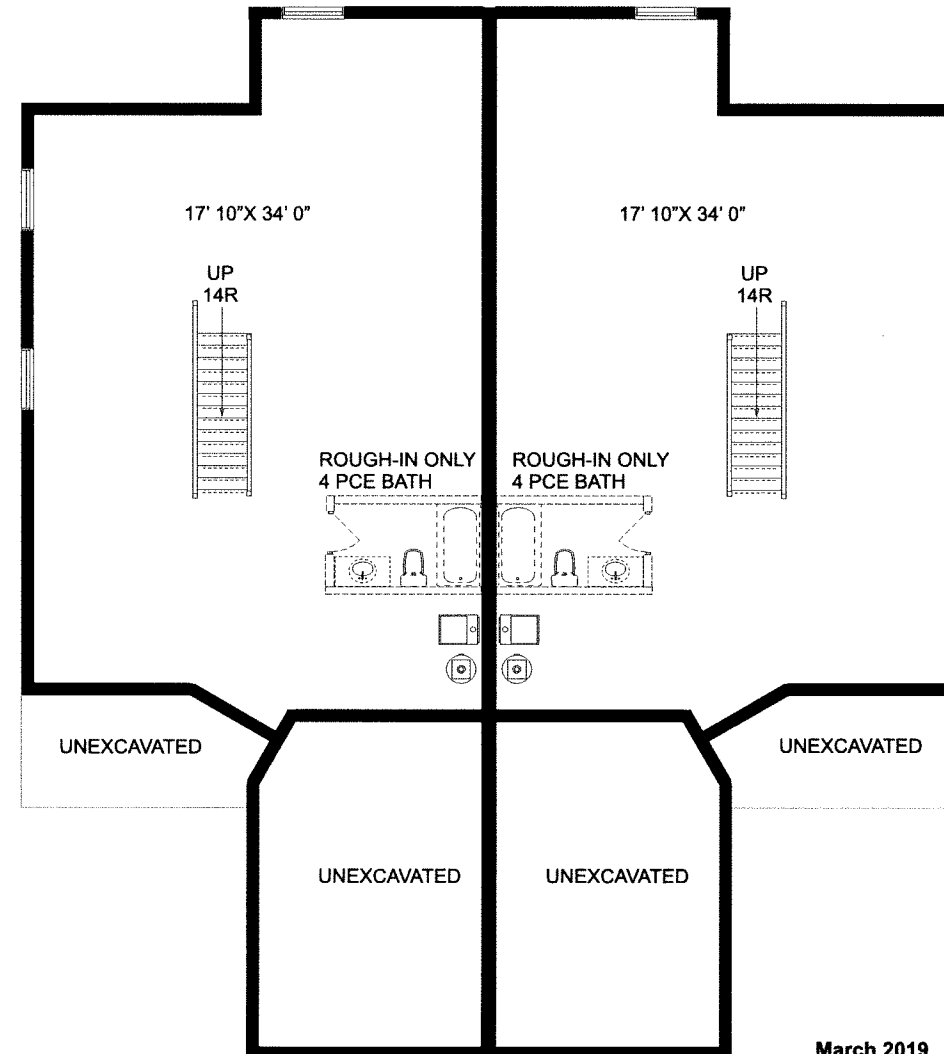 17' 10”X 34' 0”
17' 10”X 34' 0”
UP
14R
UP
14R
ROUGH-IN ONLY
4 PCE BATH
ROUGH-IN ONLY
4 PCE BATH
UNEXCAVATED
UNEXCAVATED
UNEXCAVATED
UNEXCAVATED
March 2019